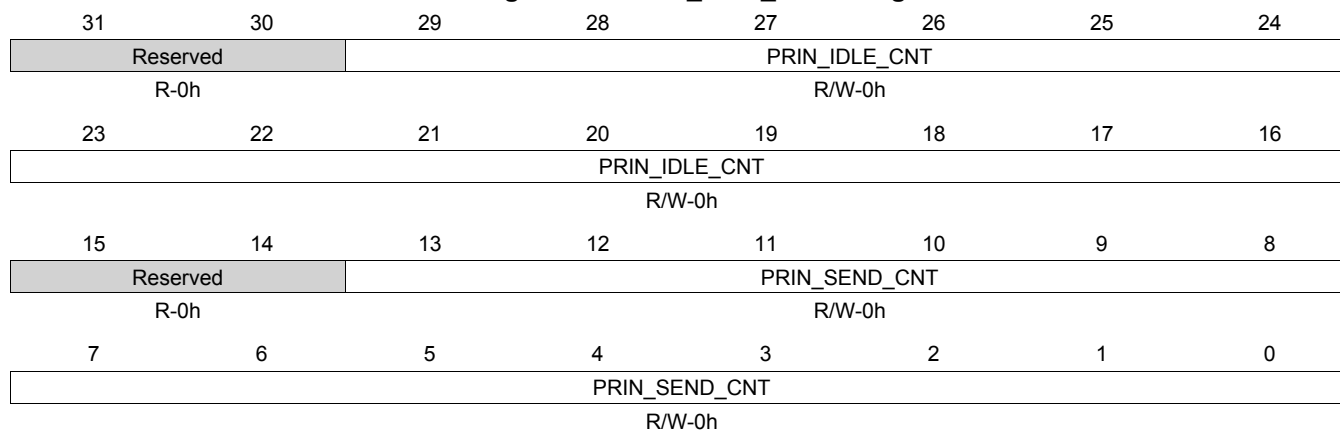 31 30 29 28 27 26 25 24
Reserved PRIN_IDLE_CNT
R-0h R/W-0h
23 22 21 20 19 18 17 16
PRIN_IDLE_CNT
R/W-0h
15 14 13 12 11 10 9 8
Reserved PRIN_SEND_CNT
R-0h R/W-0h
7 6 5 4 3 2 1 0
PRIN_SEND_CNT
R/W-0h